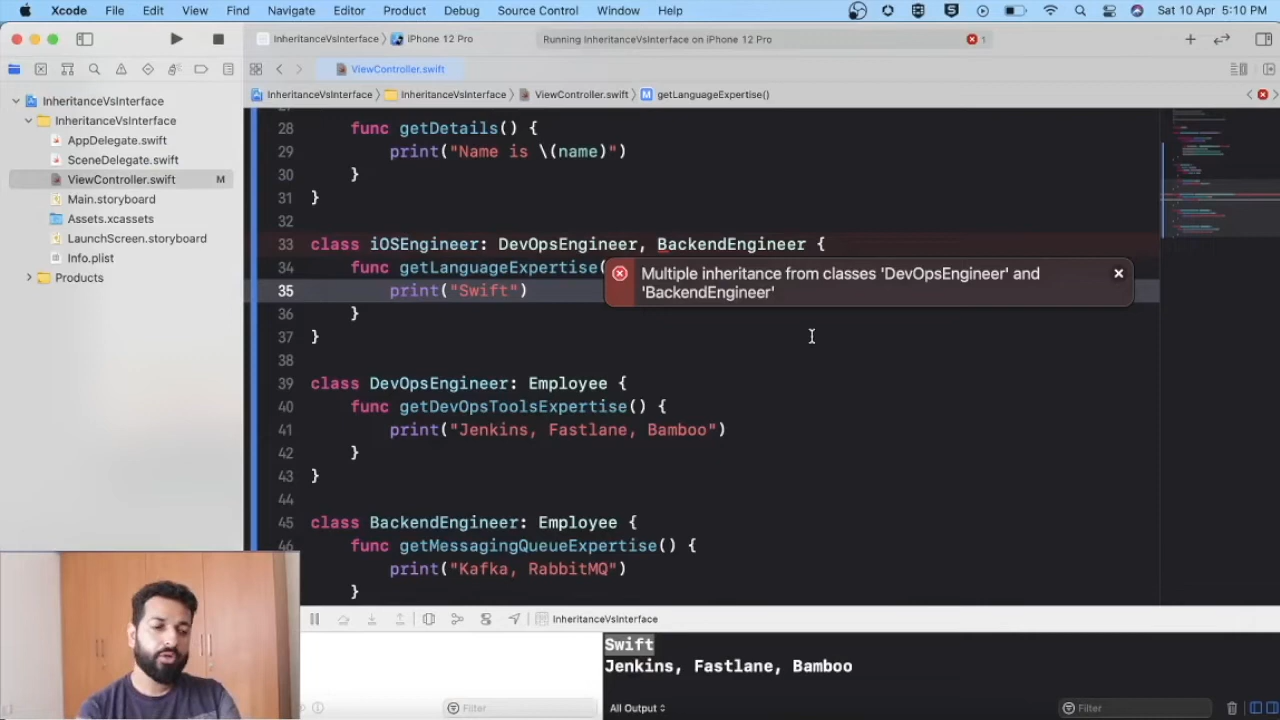 Xcode File Edit View Find Navigate Editor Product Debug Source Control Window Help Sat 10 Apr 5:10 PM
InheritanceVsInterface iPhone 12 Pro Running InheritanceVsInterface on iPhone 12 Pro 1
ViewController.swift
InheritanceVsInterface InheritanceVsInterface ViewController.swift M getLanguageExpertise()
InheritanceVsInterface
InheritanceVsInterface
AppDelegate.swift
SceneDelegate.swift
ViewController.swift M
Main.storyboard
Assets.xcassets
LaunchScreen.storyboard
Info.plist
Products
27
28 func getDetails() {
29 print("Name is \(name)")
30 }
31 }
32
33 class iOSEngineer: DevOpsEngineer, BackendEngineer {
34 func getLanguageExpertise(
35 print("Swift")
36 }
37 }
38
39 class DevOpsEngineer: Employee {
40 func getDevOpsToolsExpertise() {
41 print("Jenkins, Fastlane, Bamboo")
42 }
43 }
44
45 class BackendEngineer: Employee {
46 func getMessagingQueueExpertise() {
47 print("Kafka, RabbitMQ")
}
Multiple inheritance from classes 'DevOpsEngineer' and
'BackendEngineer'
InheritanceVsInterface
Swift
Jenkins, Fastlane, Bamboo
Filter
All Output
Filter